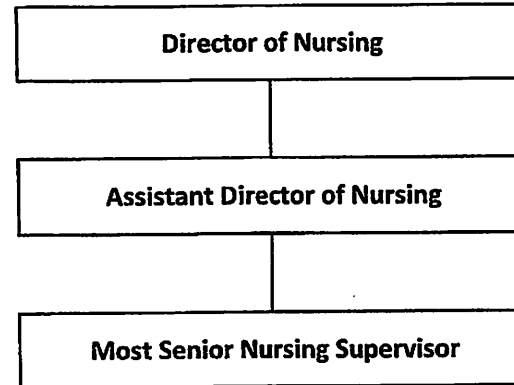 Director of Nursing
Assistant Director of Nursing
Most Senior Nursing Supervisor